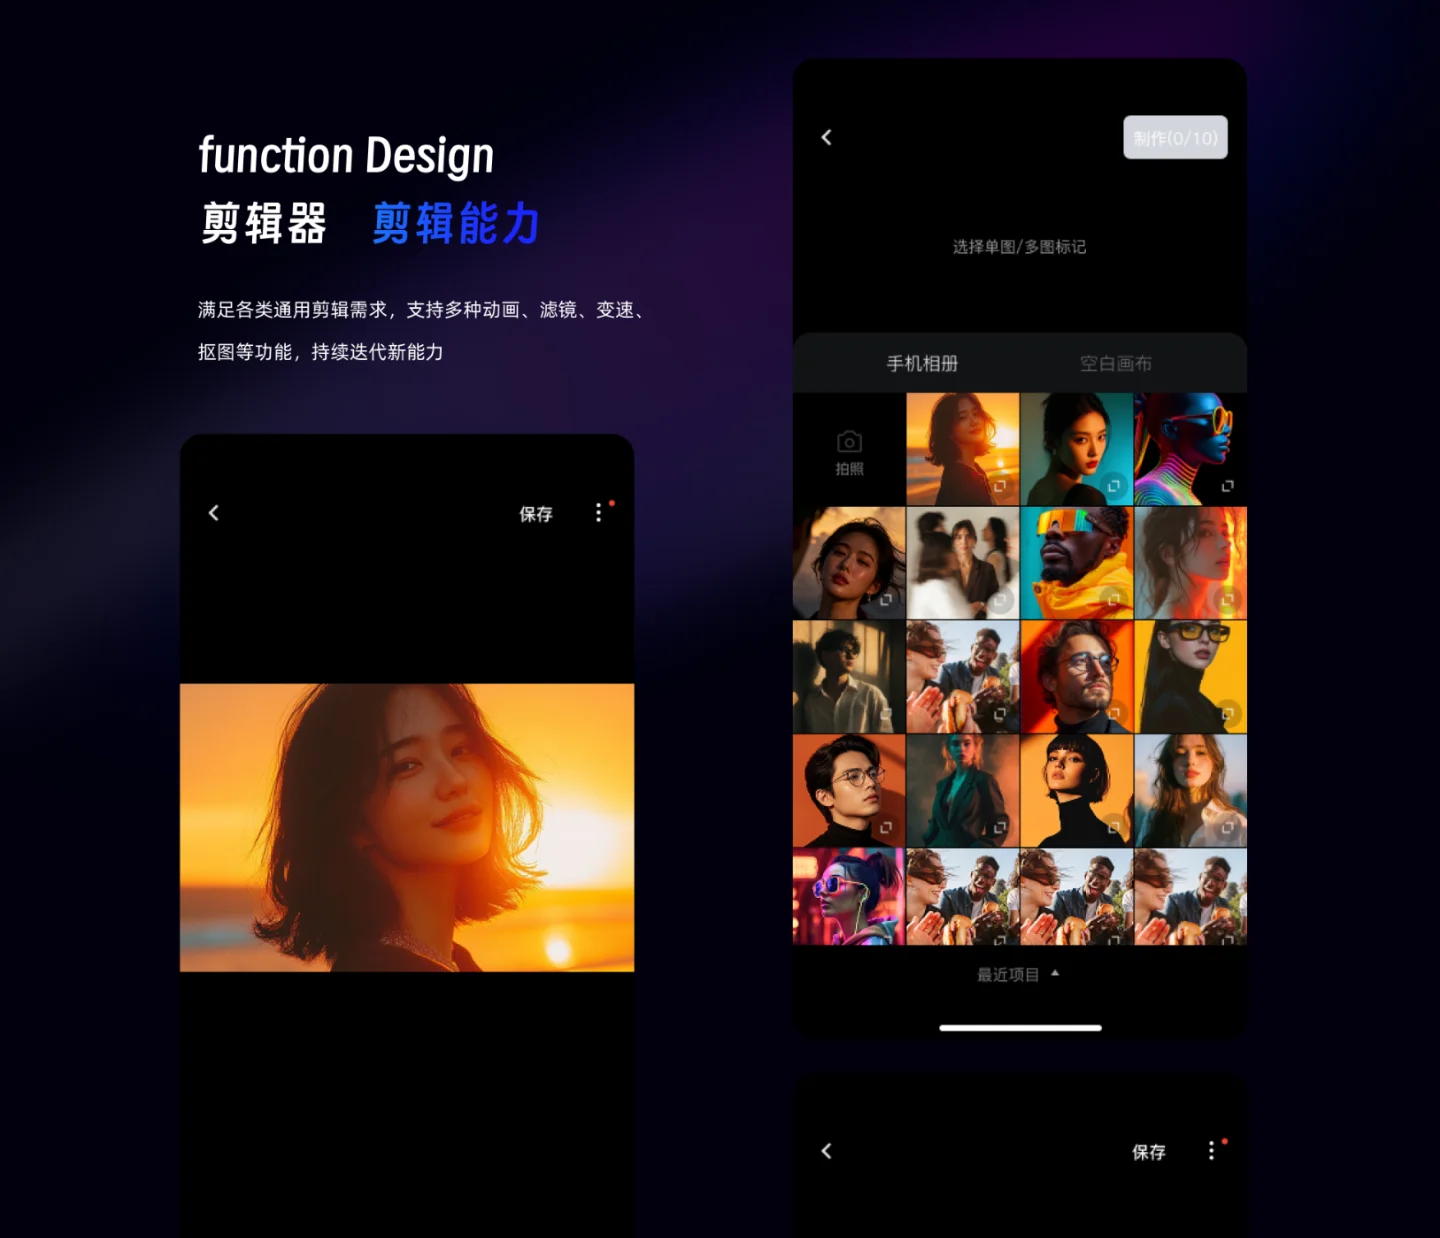 function Design
剪辑器 剪辑能力
满足各类通用剪辑需求，支持多种动画、滤镜、变速、
抠图等功能，持续迭代新能力
保存
制作(0/10)
选择单图/多图标记
手机相册 空白画布
拍照
最近项目
保存